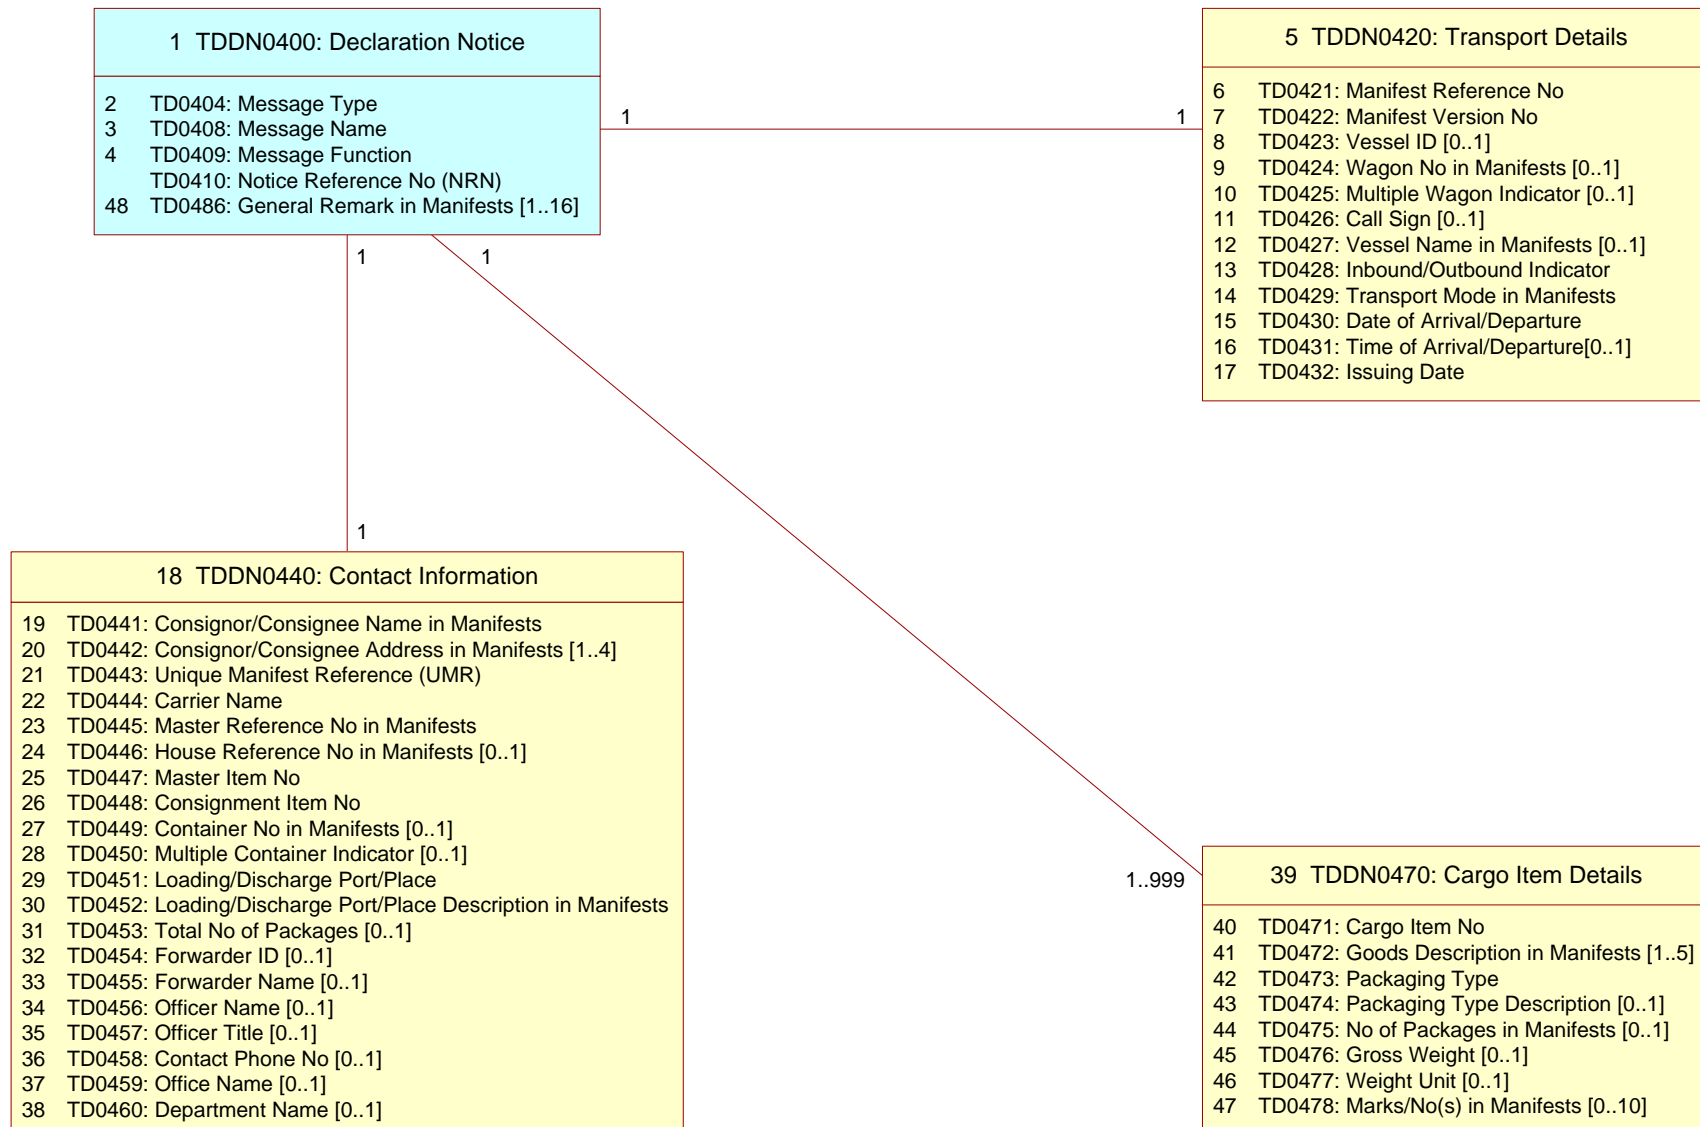 1 TDDN0400: Declaration Notice
2 TD0404: Message Type
3 TD0408: Message Name
4 TD0409: Message Function
TD0410: Notice Reference No (NRN)
48 TD0486: General Remark in Manifests [1..16]
1
1
5 TDDN0420: Transport Details
6 TD0421: Manifest Reference No
7 TD0422: Manifest Version No
8 TD0423: Vessel ID [0..1]
9 TD0424: Wagon No in Manifests [0..1]
10 TD0425: Multiple Wagon Indicator [0..1]
11 TD0426: Call Sign [0..1]
12 TD0427: Vessel Name in Manifests [0..1]
13 TD0428: Inbound/Outbound Indicator
14 TD0429: Transport Mode in Manifests
15 TD0430: Date of Arrival/Departure
16 TD0431: Time of Arrival/Departure[0..1]
17 TD0432: Issuing Date
1
1
1
18 TDDN0440: Contact Information
19 TD0441: Consignor/Consignee Name in Manifests
20 TD0442: Consignor/Consignee Address in Manifests [1..4]
21 TD0443: Unique Manifest Reference (UMR)
22 TD0444: Carrier Name
23 TD0445: Master Reference No in Manifests
24 TD0446: House Reference No in Manifests [0..1]
25 TD0447: Master Item No
26 TD0448: Consignment Item No
27 TD0449: Container No in Manifests [0..1]
28 TD0450: Multiple Container Indicator [0..1]
29 TD0451: Loading/Discharge Port/Place
30 TD0452: Loading/Discharge Port/Place Description in Manifests
31 TD0453: Total No of Packages [0..1]
32 TD0454: Forwarder ID [0..1]
33 TD0455: Forwarder Name [0..1]
34 TD0456: Officer Name [0..1]
35 TD0457: Officer Title [0..1]
36 TD0458: Contact Phone No [0..1]
37 TD0459: Office Name [0..1]
38 TD0460: Department Name [0..1]
1..999
39 TDDN0470: Cargo Item Details
40 TD0471: Cargo Item No
41 TD0472: Goods Description in Manifests [1..5]
42 TD0473: Packaging Type
43 TD0474: Packaging Type Description [0..1]
44 TD0475: No of Packages in Manifests [0..1]
45 TD0476: Gross Weight [0..1]
46 TD0477: Weight Unit [0..1]
47 TD0478: Marks/No(s) in Manifests [0..10]